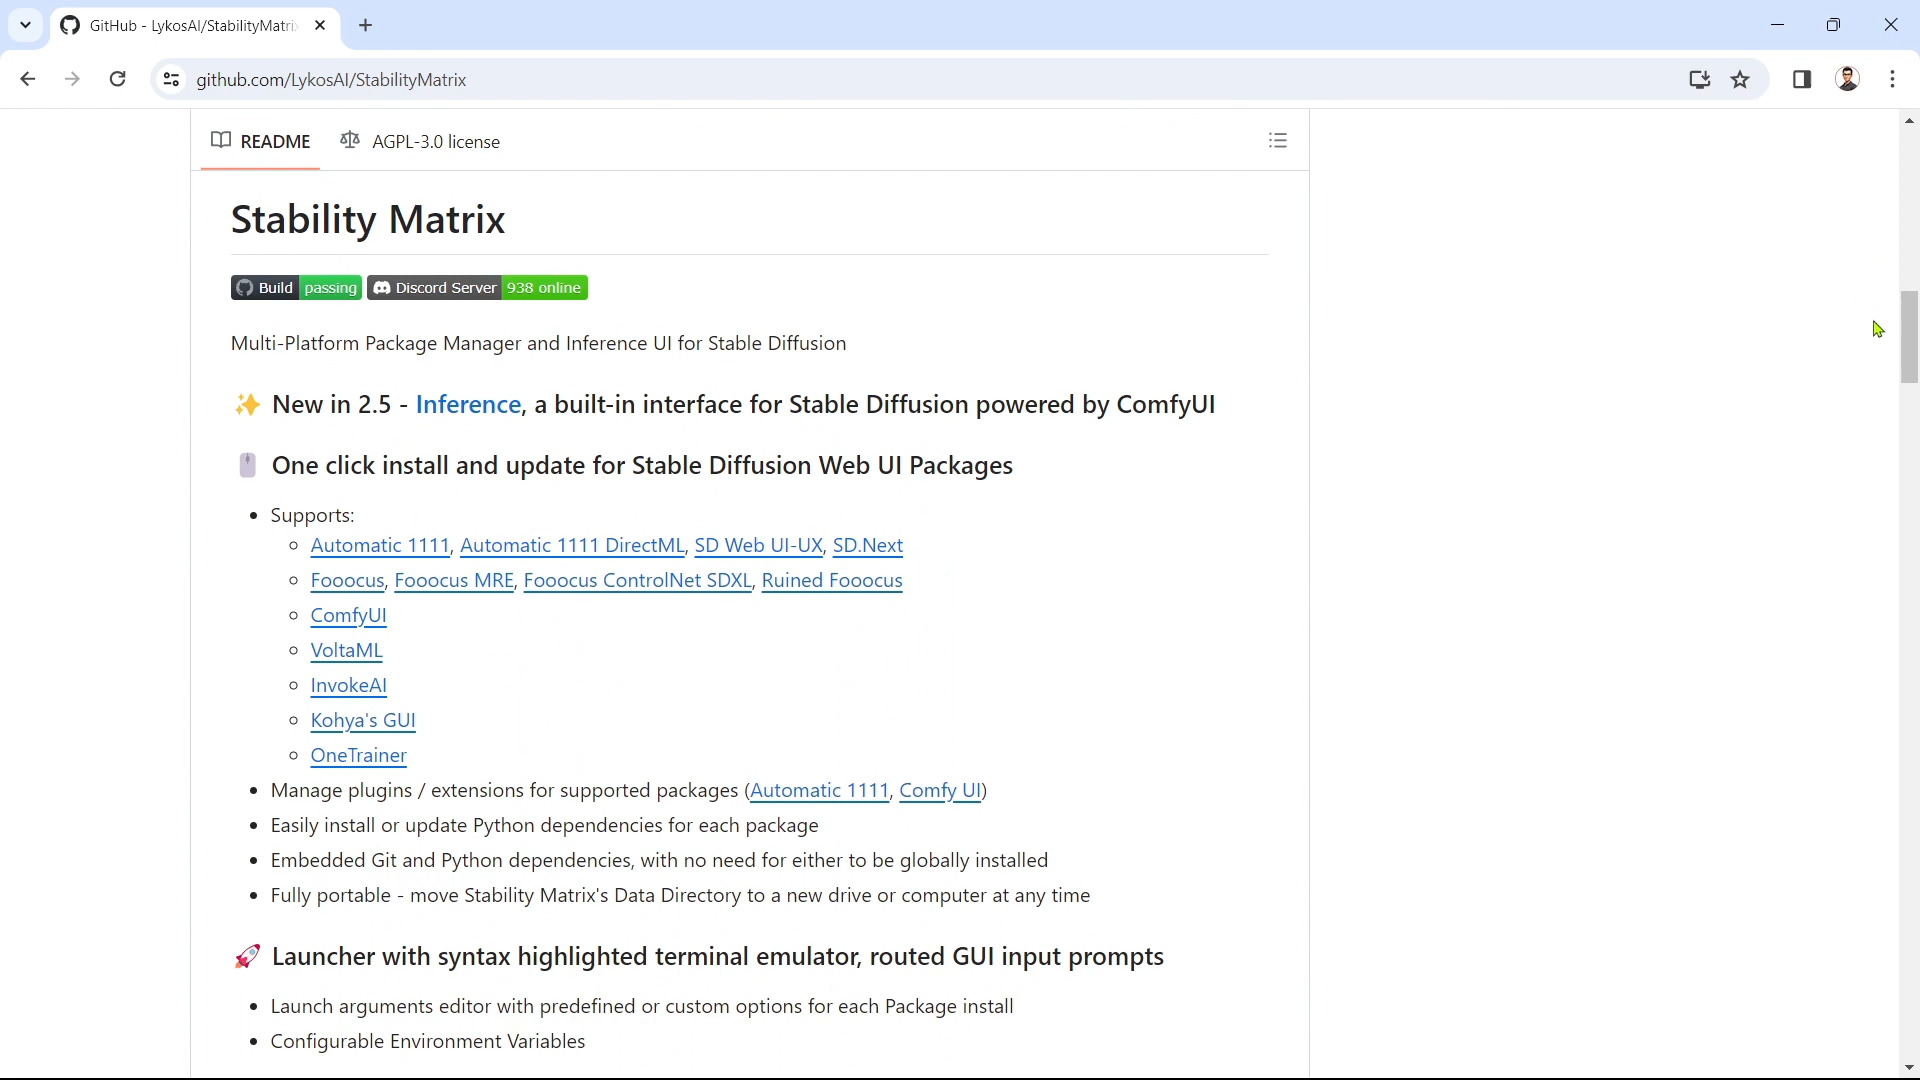 GitHub - LykosAI/StabilityMatri
github.com/LykosAI/StabilityMatrix
README
AGPL-3.0 license
Stability Matrix
Build passing Discord Server 938 online
Multi-Platform Package Manager and Inference UI for Stable Diffusion
✨ New in 2.5 - Inference, a built-in interface for Stable Diffusion powered by ComfyUI
🖱️ One click install and update for Stable Diffusion Web UI Packages
• Supports:
◦ Automatic 1111, Automatic 1111 DirectML, SD Web UI-UX, SD.Next
◦ Fooocus, Fooocus MRE, Fooocus ControlNet SDXL, Ruined Fooocus
◦ ComfyUI
◦ VoltaML
◦ InvokeAI
◦ Kohya's GUI
◦ OneTrainer
• Manage plugins / extensions for supported packages (Automatic 1111, Comfy UI)
• Easily install or update Python dependencies for each package
• Embedded Git and Python dependencies, with no need for either to be globally installed
• Fully portable - move Stability Matrix's Data Directory to a new drive or computer at any time
🚀 Launcher with syntax highlighted terminal emulator, routed GUI input prompts
• Launch arguments editor with predefined or custom options for each Package install
• Configurable Environment Variables